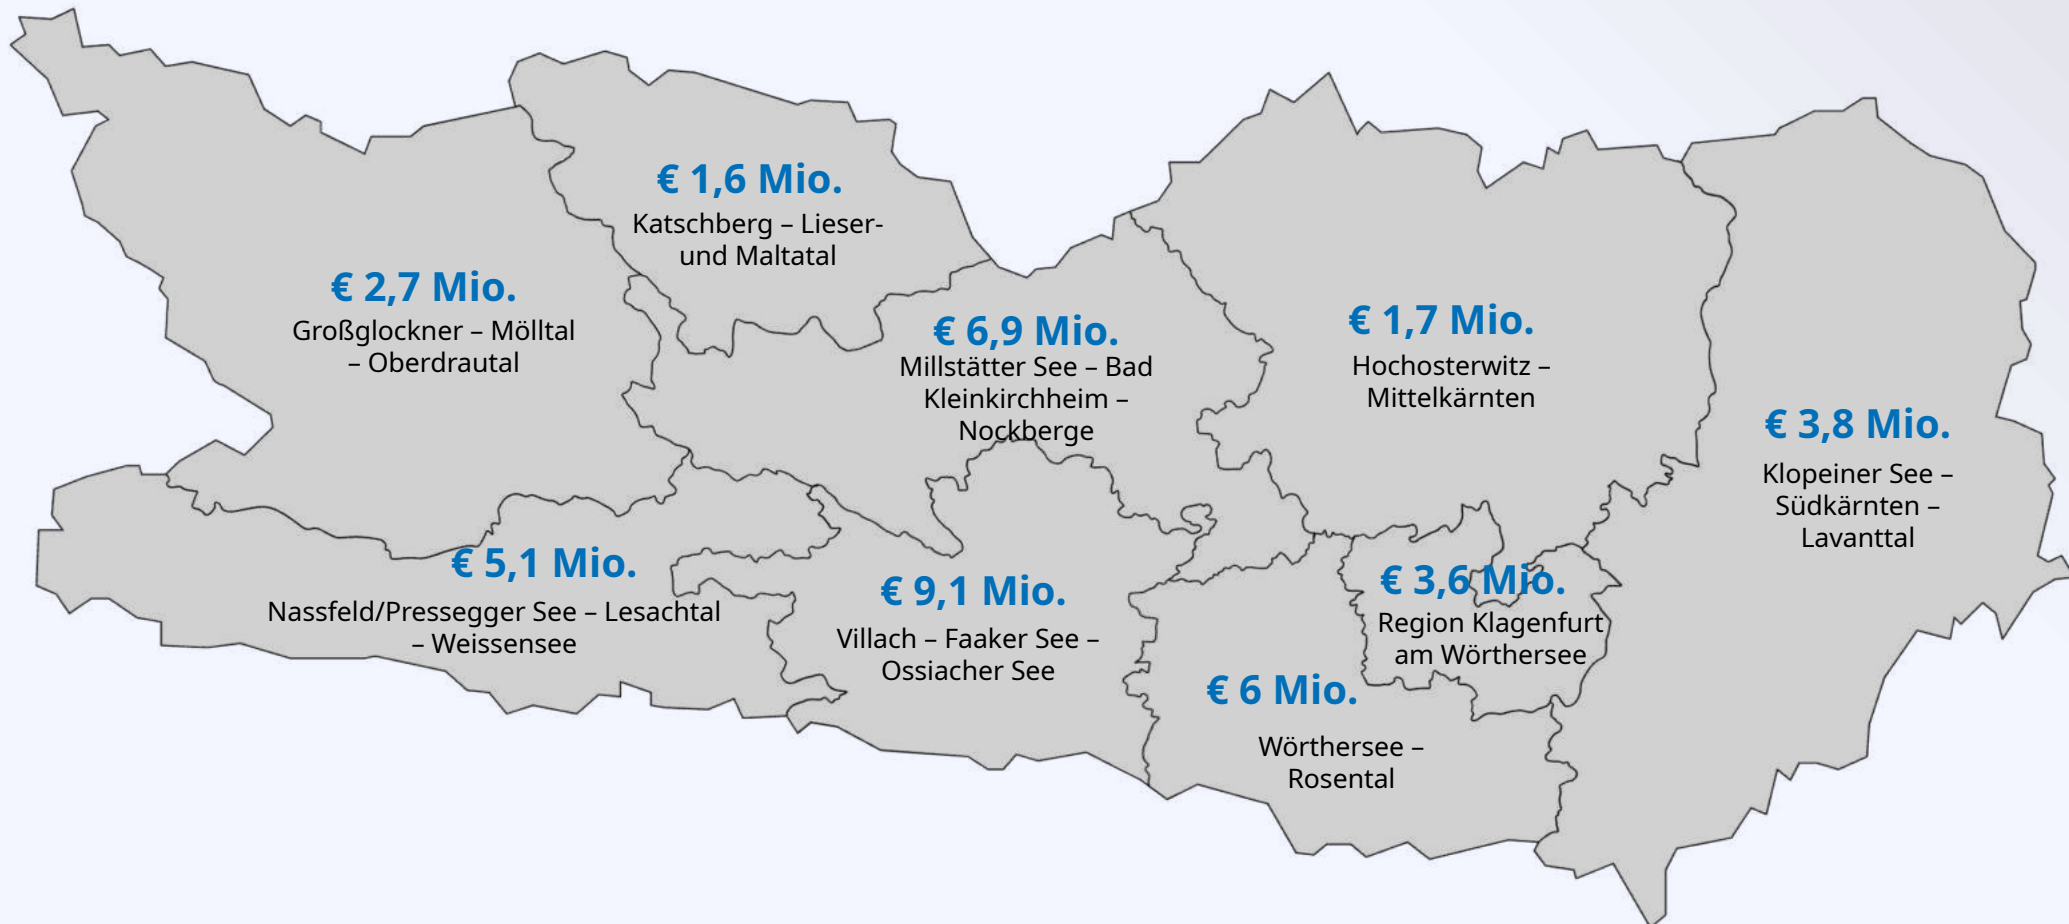 € 1,6 Mio.
Katschberg – Lieser-
und Maltatal
€ 2,7 Mio.
Großglockner – Mölltal
– Oberdrautal
€ 6,9 Mio.
Millstätter See – Bad
Kleinkirchheim –
Nockberge
€ 1,7 Mio.
Hochosterwitz –
Mittelkärnten
€ 3,8 Mio.
Klopeiner See –
Südkärnten –
Lavanttal
€ 5,1 Mio.
Nassfeld/Pressegger See – Lesachtal
– Weissensee
€ 9,1 Mio.
Villach – Faaker See –
Ossiacher See
€ 3,6 Mio.
Region Klagenfurt
am Wörthersee
€ 6 Mio.
Wörthersee –
Rosental